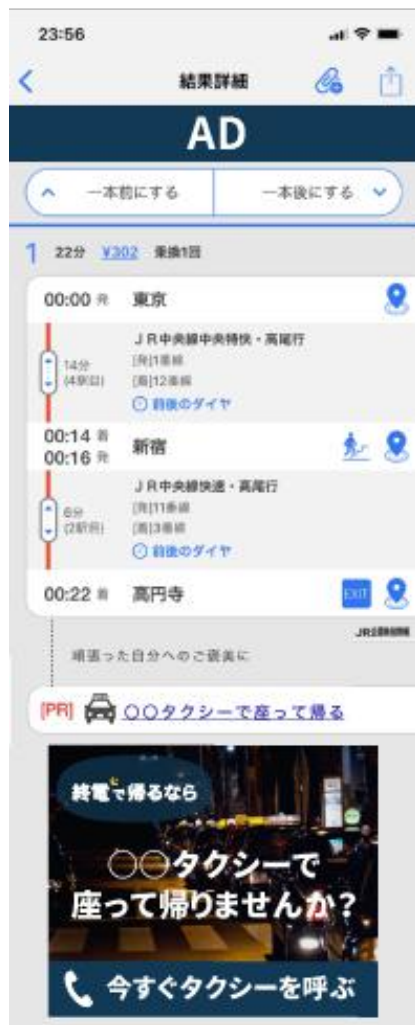 23:56
結果詳細
AD
一本前にする
一本後にする
1 22分 ¥302 乗換1回
00:00 発 東京
JR中央線中央特快・高尾行
14分 [発]1番線
(4駅目) [着]12番線
前後のダイヤ
00:14 着
新宿
00:16 発
JR中央線快速・高尾行
6分 [発]11番線
(2駅目) [着]3番線
前後のダイヤ
00:22 着 高円寺 EXIT
頑張った自分へのご褒美に
[PR] 〇〇タクシーで座って帰る
終電で帰るなら
〇〇タクシーで
座って帰りませんか?
今すぐタクシーを呼ぶ